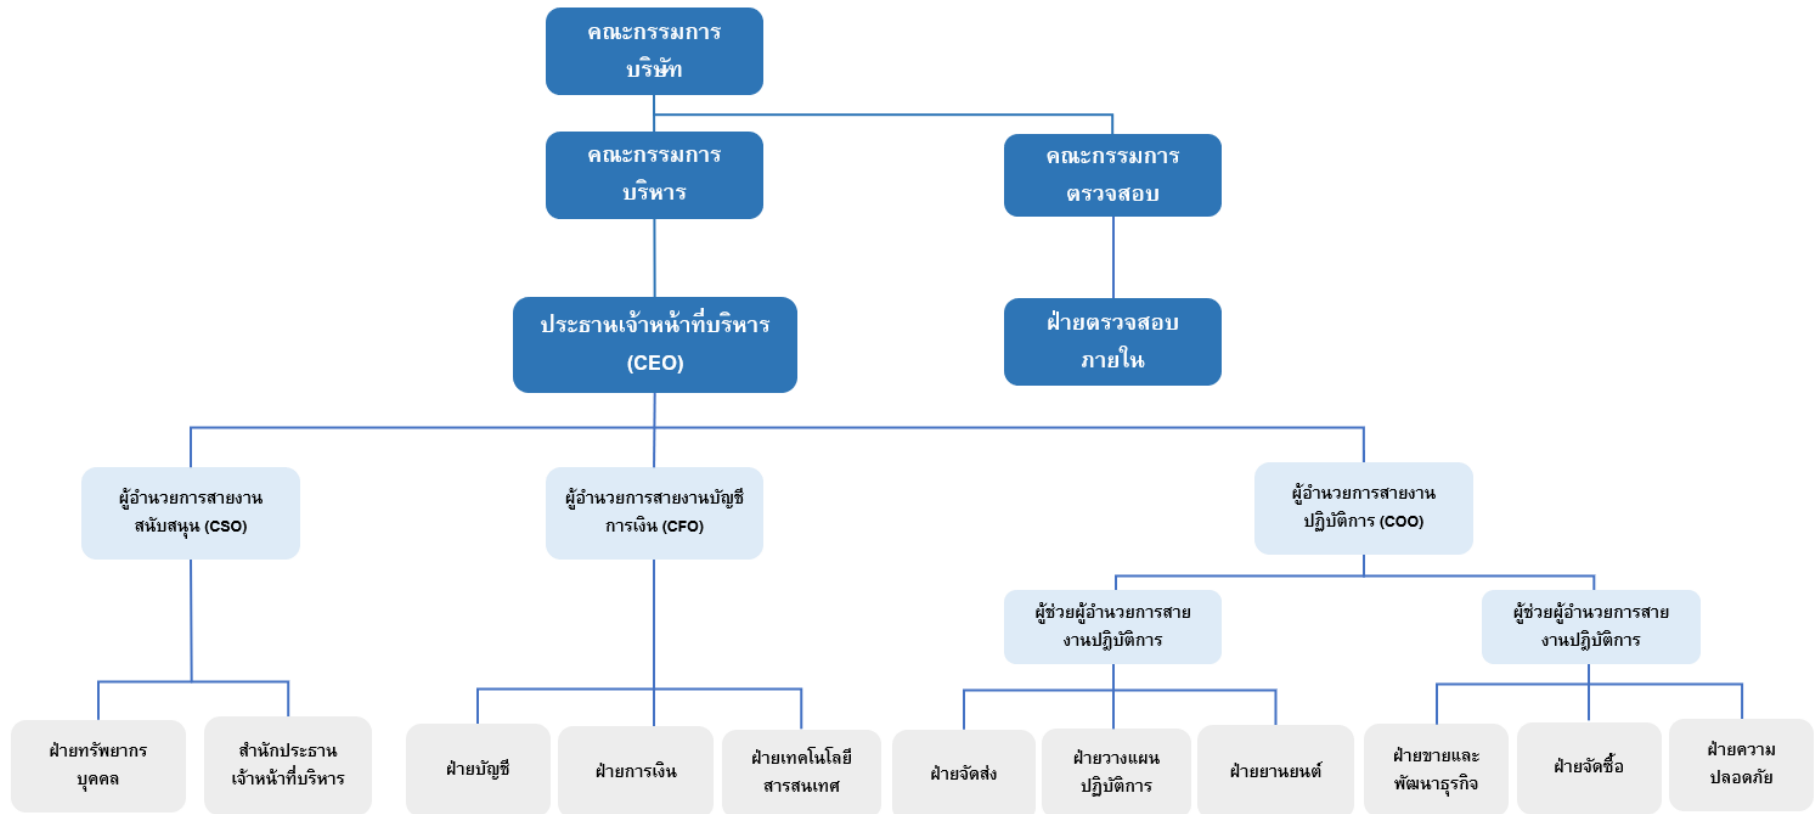 คณะกรรมการ
บริษัท
คณะกรรมการ
บริหาร
คณะกรรมการ
ตรวจสอบ
ประธานเจ้าหน้าที่บริหาร
(CEO)
ฝ่ายตรวจสอบ
ภายใน
ผู้อำนวยการสายงาน
สนับสนุน (CSO)
ผู้อำนวยการสายงานบัญชี
การเงิน (CFO)
ผู้อำนวยการสายงาน
ปฏิบัติการ (COO)
ผู้ช่วยผู้อำนวยการสาย
งานปฏิบัติการ
ผู้ช่วยผู้อำนวยการสาย
งานปฏิบัติการ
ฝ่ายทรัพยากร
บุคคล
สำนักประธาน
เจ้าหน้าที่บริหาร
ฝ่ายบัญชี
ฝ่ายการเงิน
ฝ่ายเทคโนโลยี
สารสนเทศ
ฝ่ายจัดส่ง
ฝ่ายวางแผน
ปฏิบัติการ
ฝ่ายยานยนต์
ฝ่ายขายและ
พัฒนาธุรกิจ
ฝ่ายจัดซื้อ
ฝ่ายความ
ปลอดภัย